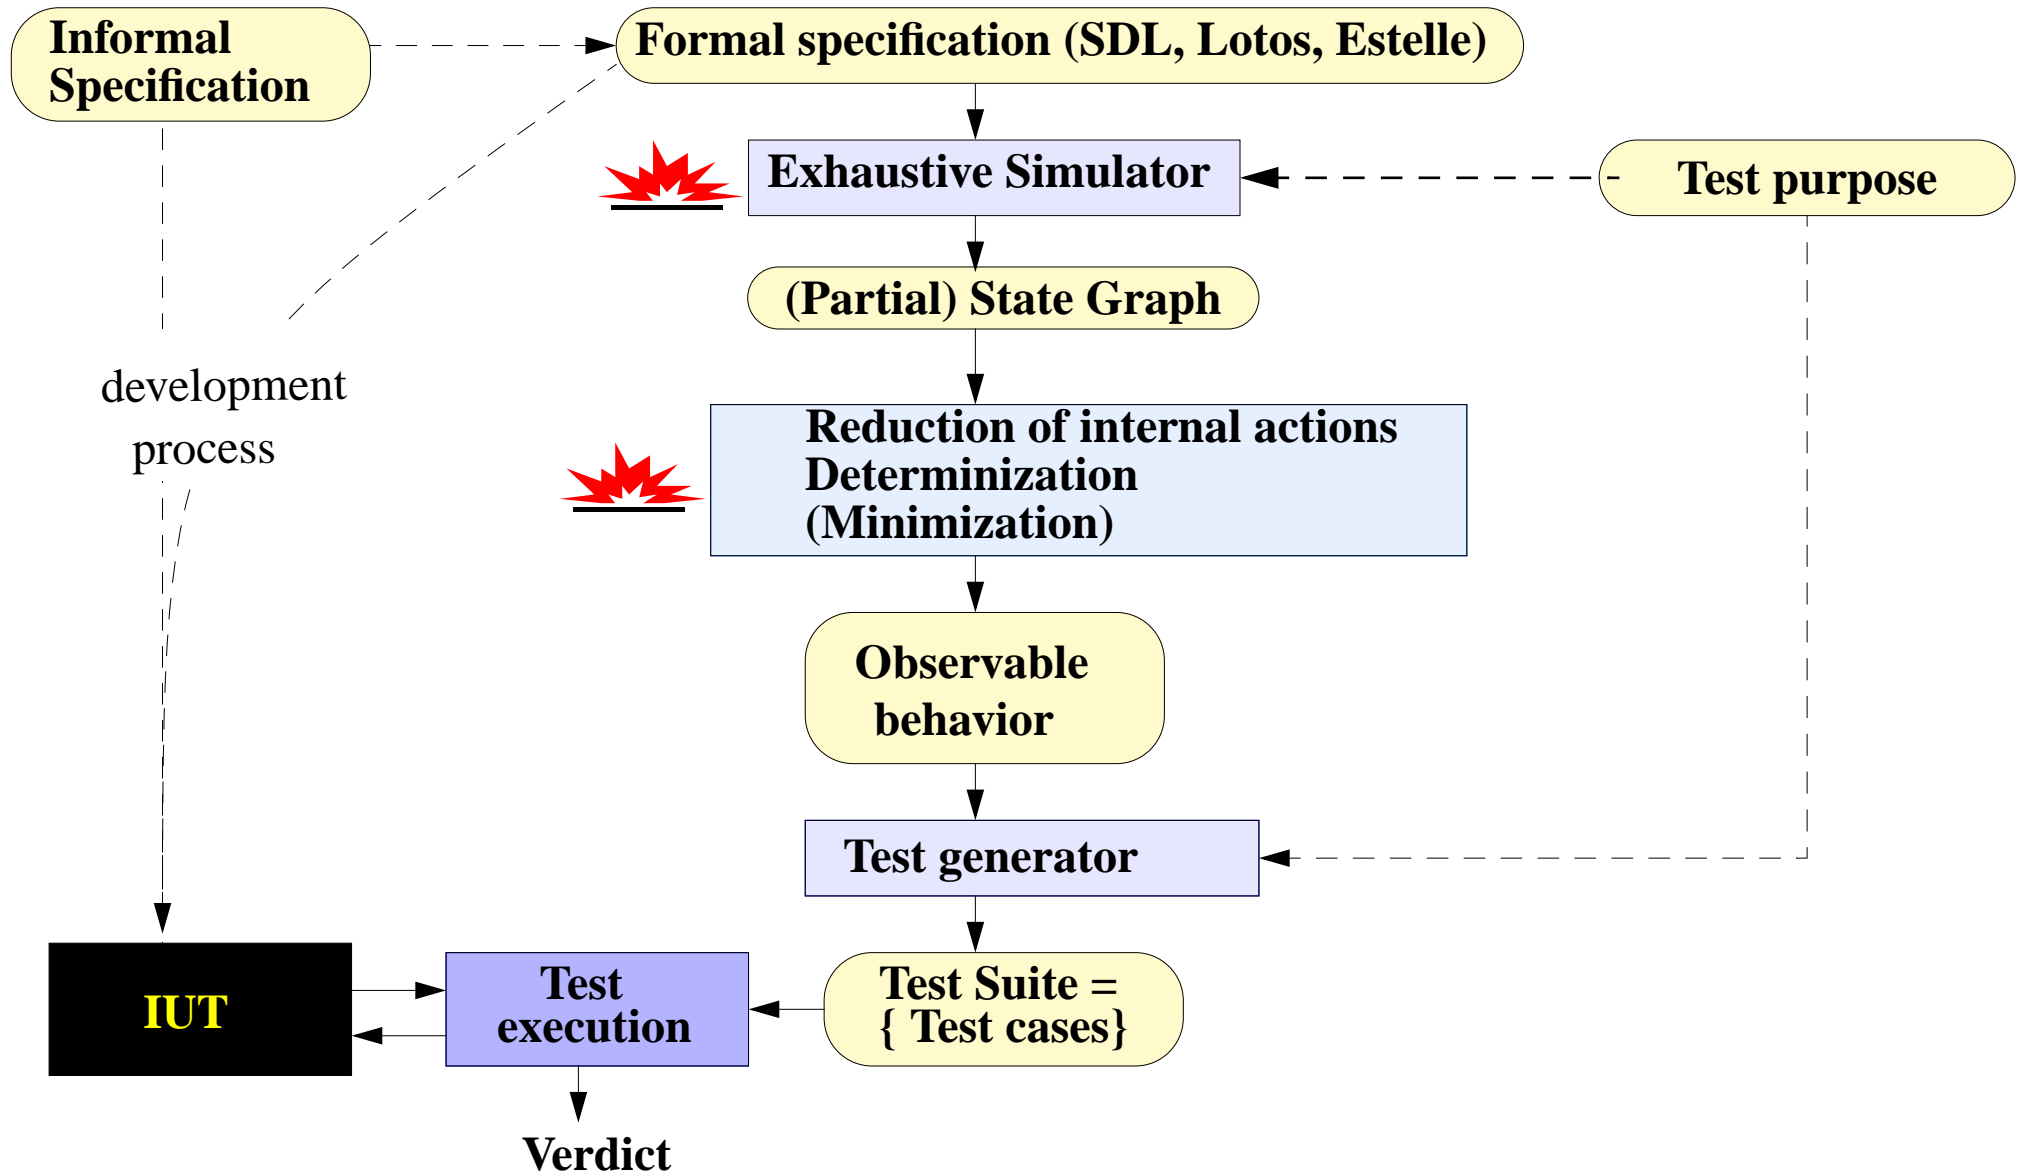 Informal
Specification
Formal specification (SDL, Lotos, Estelle)
Exhaustive Simulator
Test purpose
(Partial) State Graph
development
process
Reduction of internal actions
Determinization
(Minimization)
Observable
behavior
Test generator
IUT
Test
execution
Test Suite =
{ Test cases}
Verdict